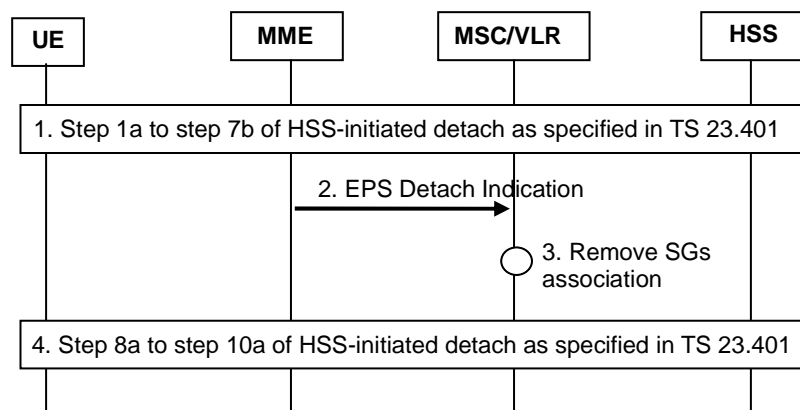 UE
MME
MSC/VLR
HSS
1. Step 1a to step 7b of HSS-initiated detach as specified in TS 23.401
2. EPS Detach Indication
3. Remove SGs
association
4. Step 8a to step 10a of HSS-initiated detach as specified in TS 23.401